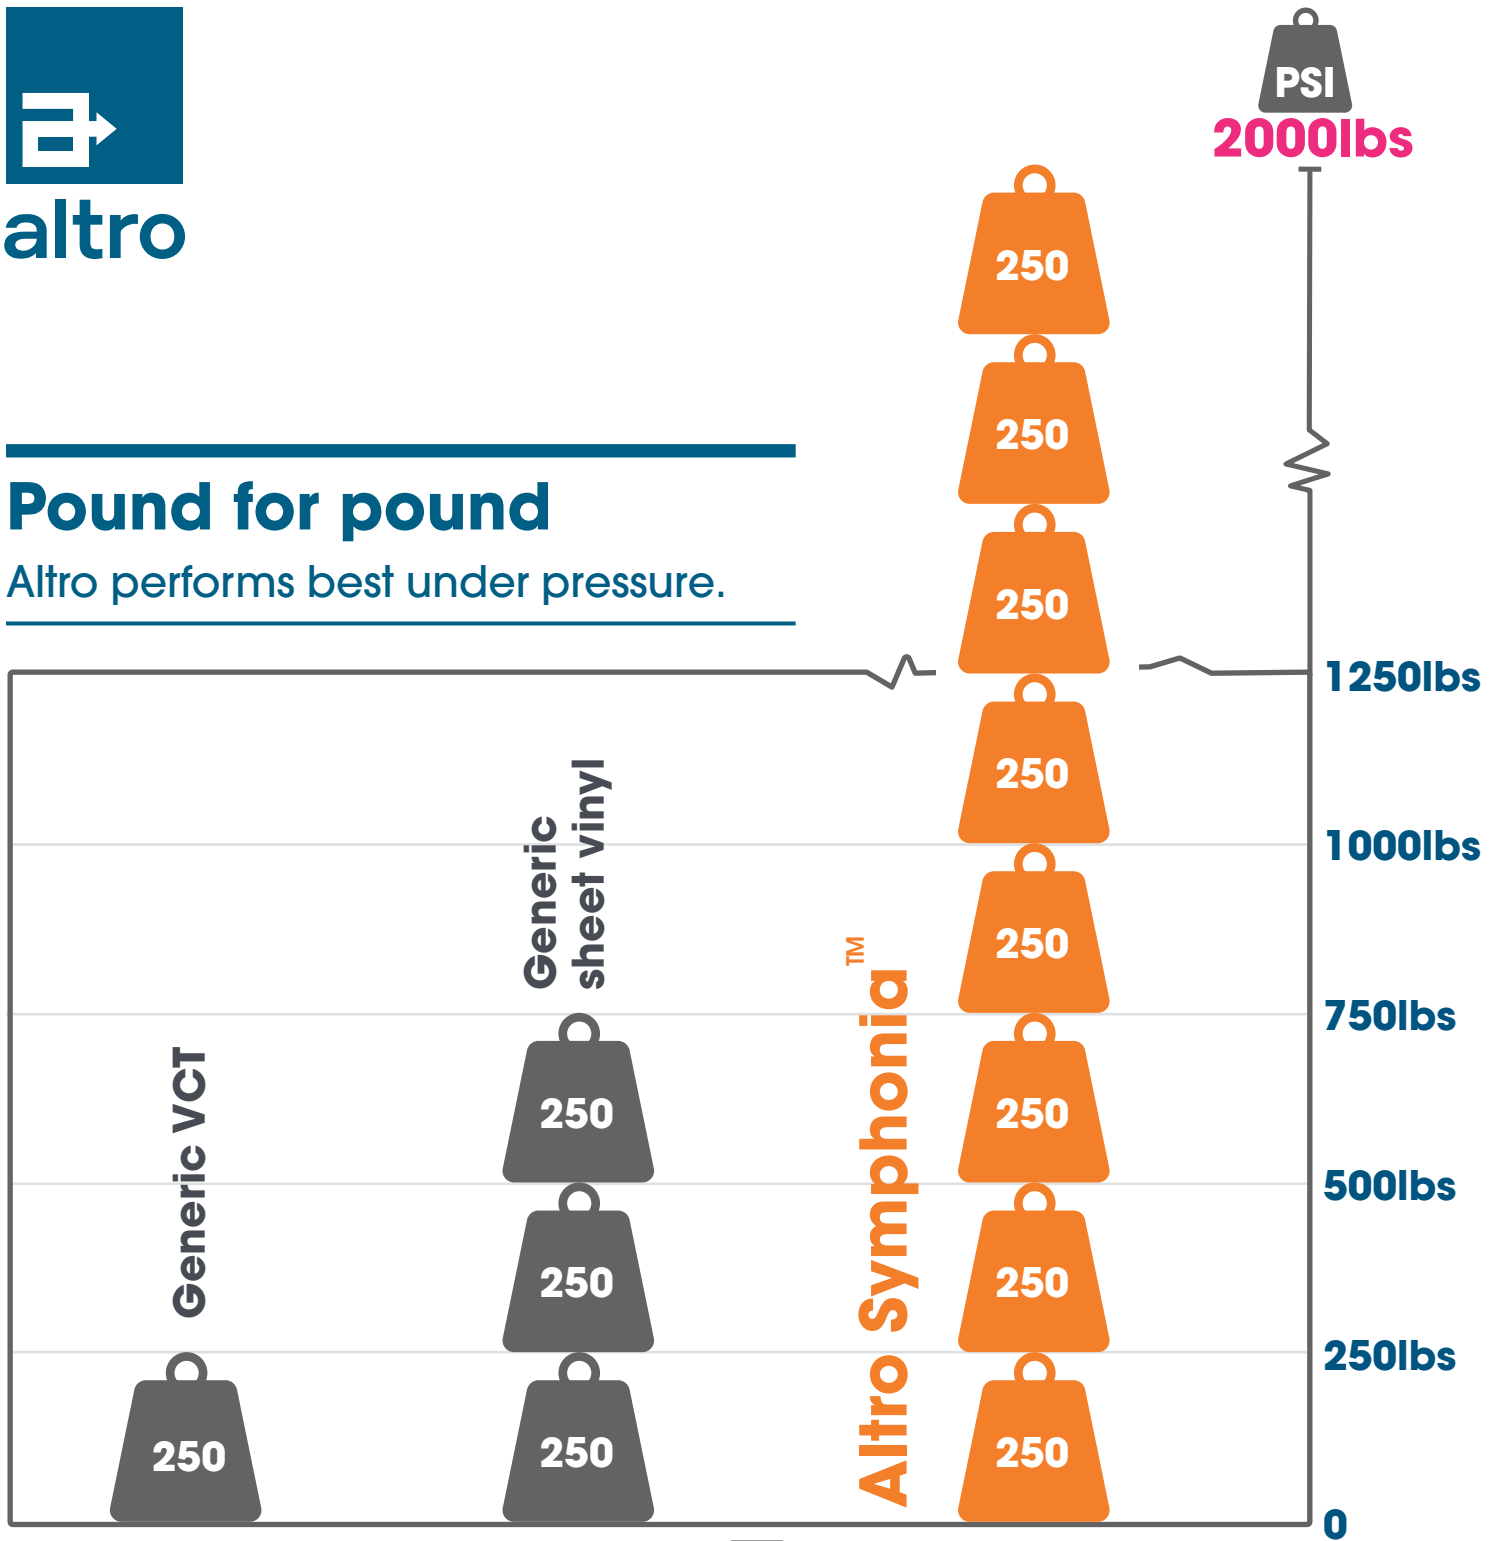 altro
PSI
2000lbs
Pound for pound
Altro performs best under pressure.
1250lbs
1000lbs
750lbs
500lbs
250lbs
0
Generic VCT
250
Generic
sheet vinyl
250
250
250
Altro Symphonia™
250
250
250
250
250
250
250
250